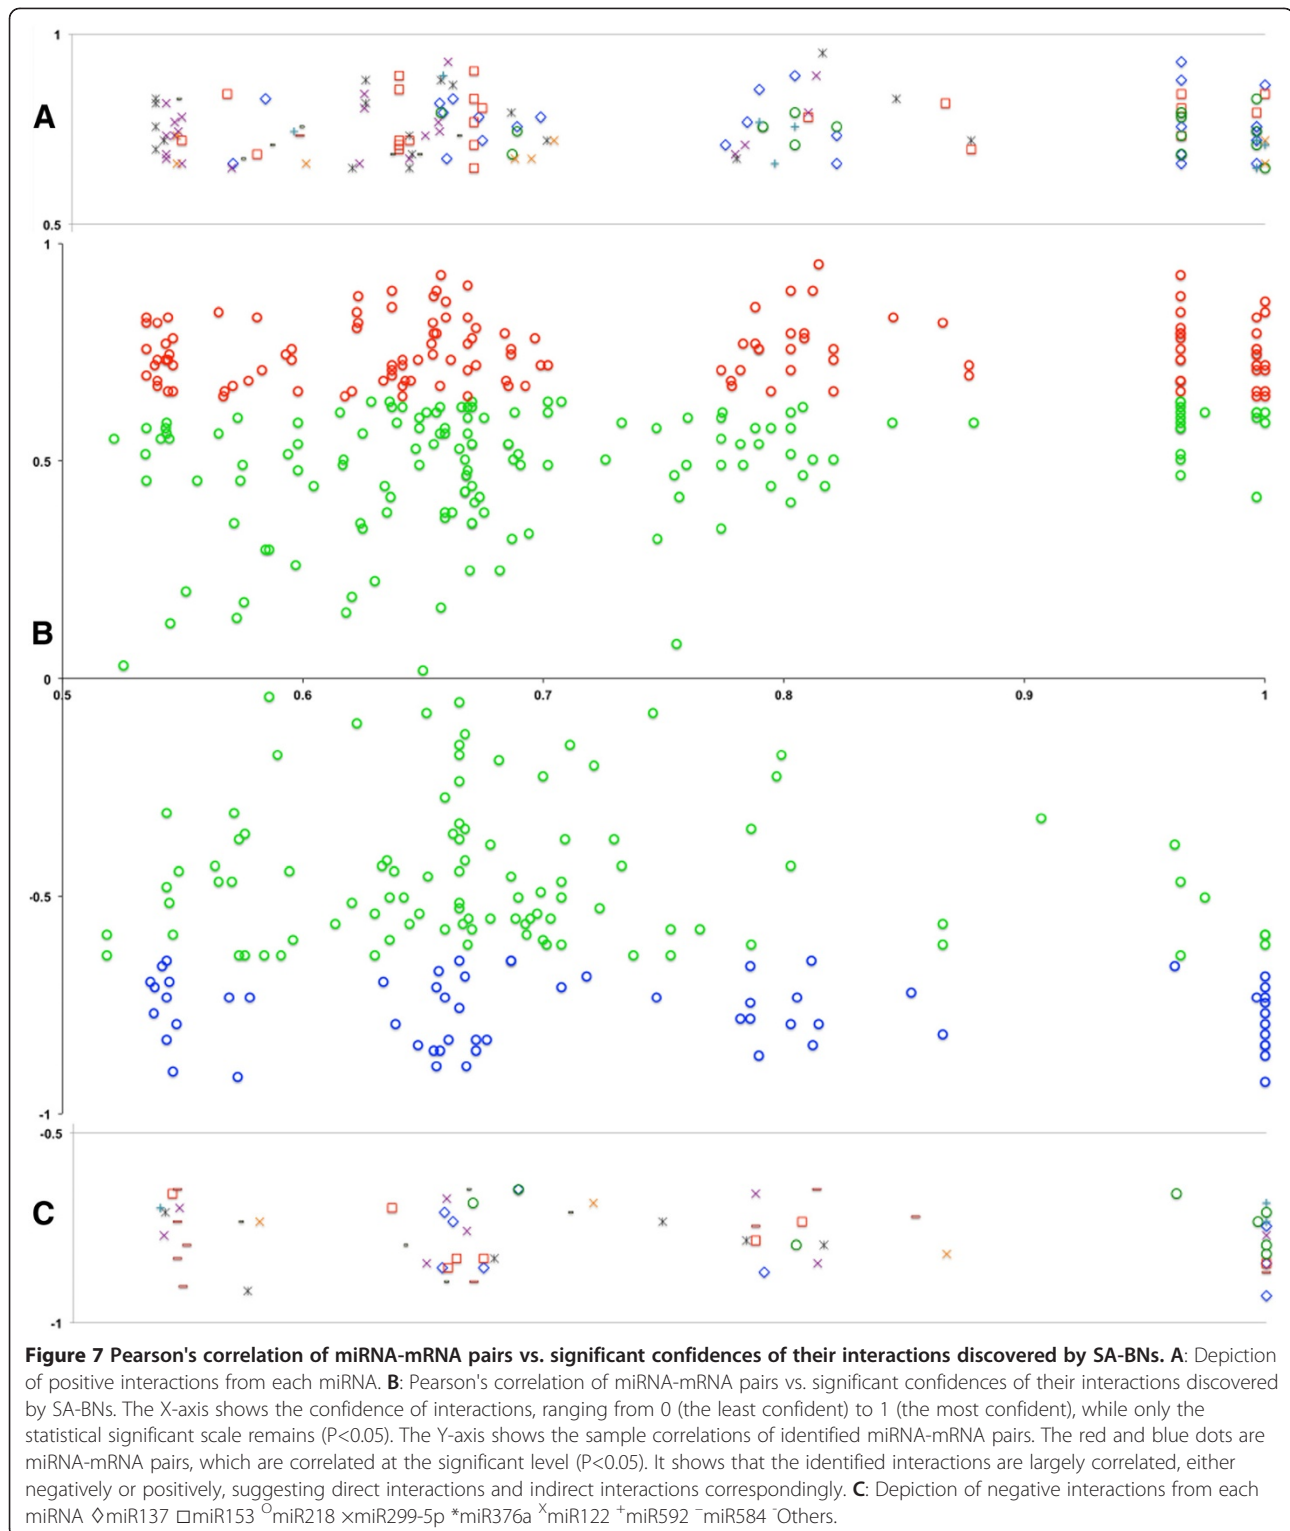 1
A
0.5
1
0.5
B
0
0.5 0.6 0.7 0.8 0.9 1
-0.5
-1
-0.5
C
-1
Figure 7 Pearson's correlation of miRNA-mRNA pairs vs. significant confidences of their interactions discovered by SA-BNs. A: Depiction
of positive interactions from each miRNA. B: Pearson's correlation of miRNA-mRNA pairs vs. significant confidences of their interactions discovered
by SA-BNs. The X-axis shows the confidence of interactions, ranging from 0 (the least confident) to 1 (the most confident), while only the
statistical significant scale remains (P<0.05). The Y-axis shows the sample correlations of identified miRNA-mRNA pairs. The red and blue dots are
miRNA-mRNA pairs, which are correlated at the significant level (P<0.05). It shows that the identified interactions are largely correlated, either
negatively or positively, suggesting direct interactions and indirect interactions correspondingly. C: Depiction of negative interactions from each
miRNA ◊miR137 □miR153 ᴼmiR218 ×miR299-5p *miR376a ˣmiR122 ⁺miR592 ⁻miR584 ⁻Others.